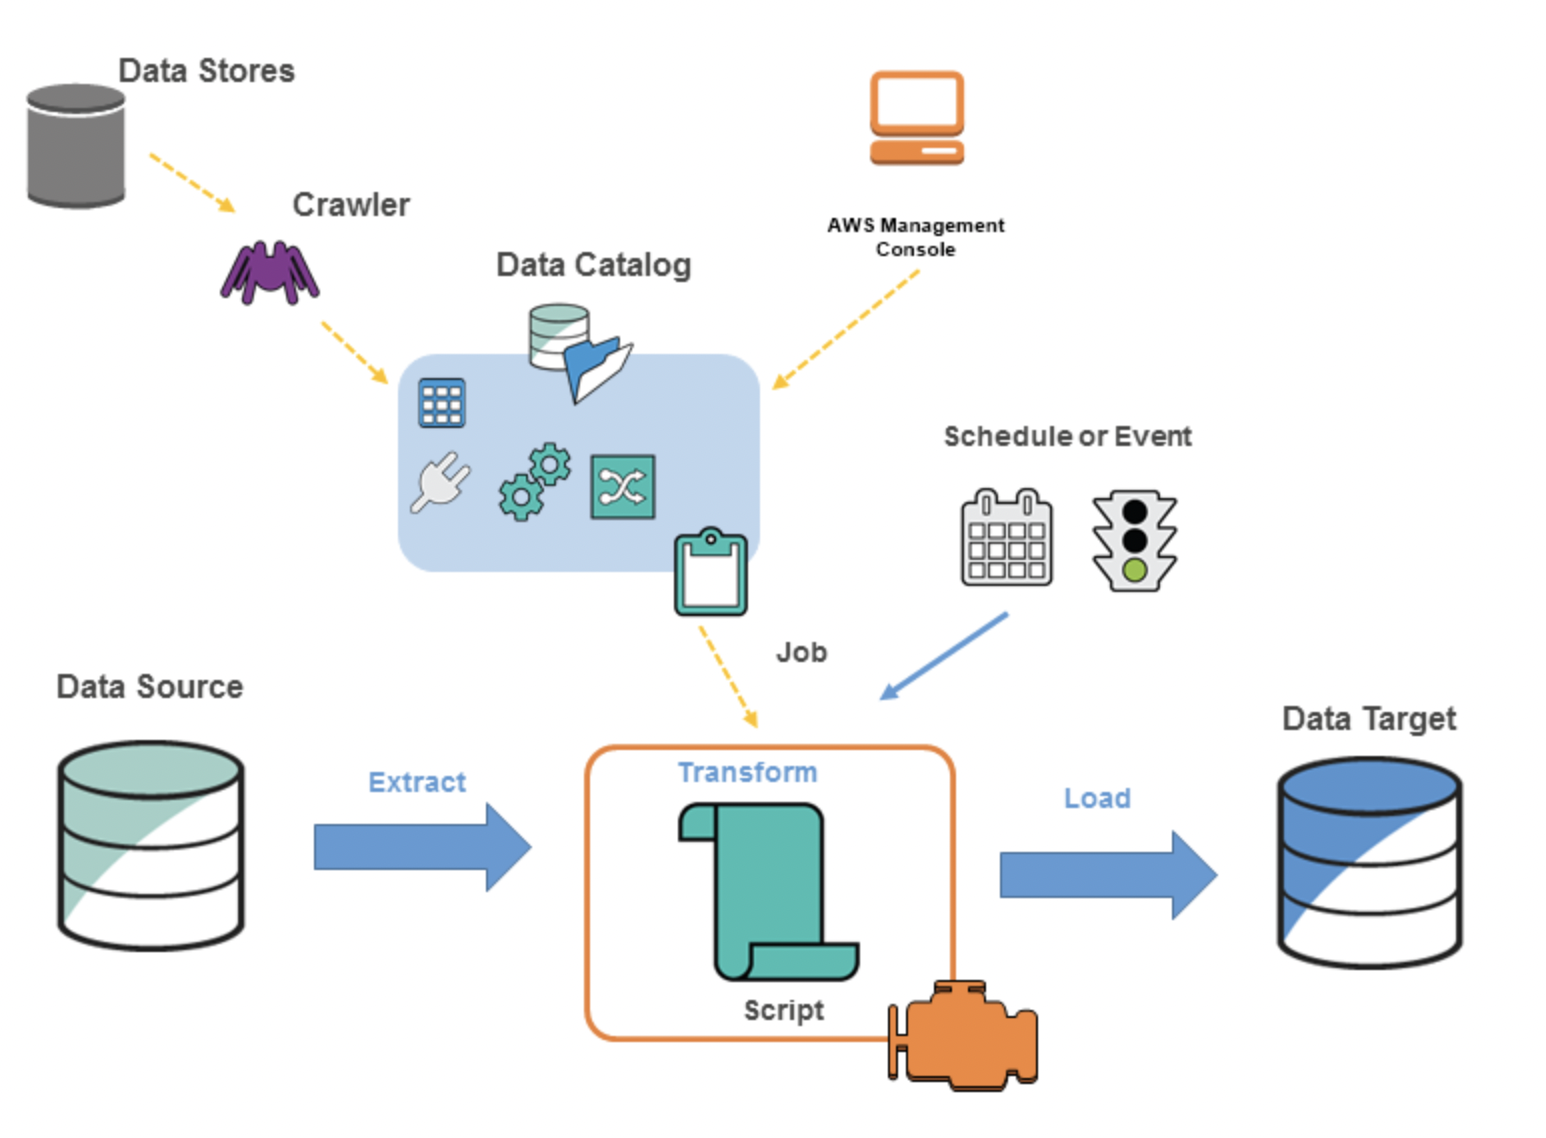 Data Stores
Crawler
Data Catalog
AWS Management
Console
Schedule or Event
Job
Data Source
Extract
Transform
Script
Load
Data Target